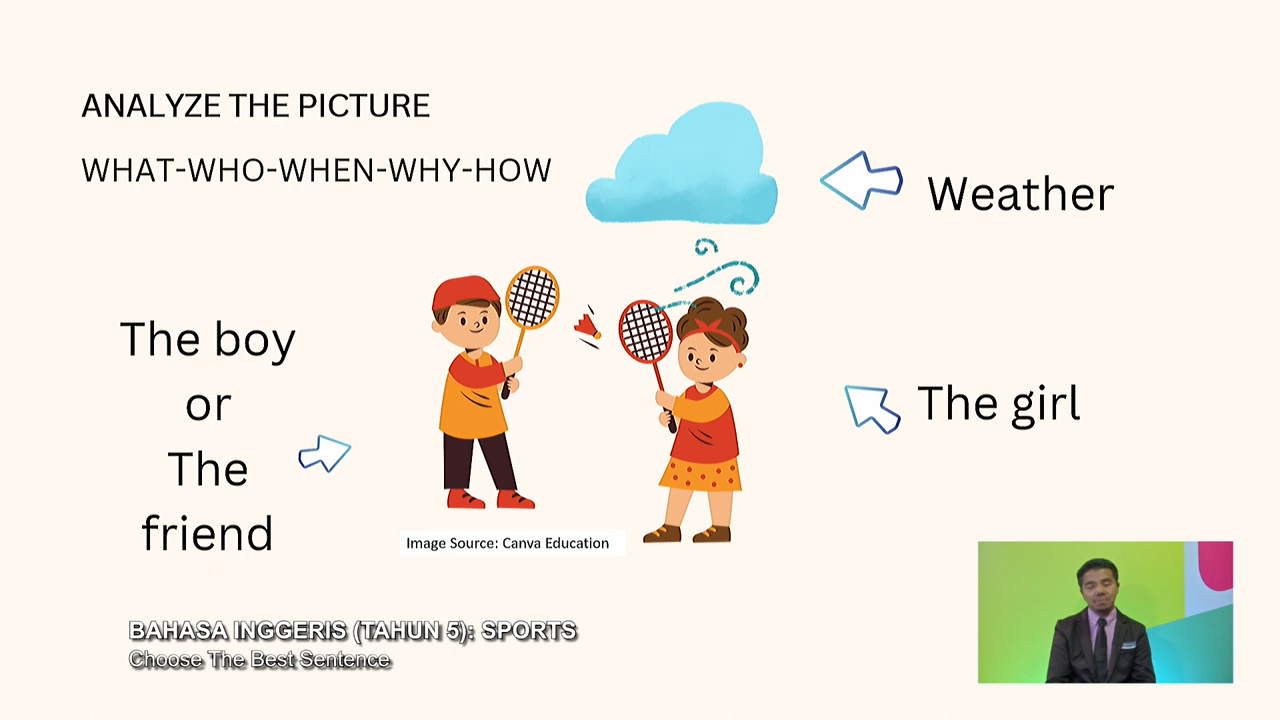 ANALYZE THE PICTURE
WHAT-WHO-WHEN-WHY-HOW
Weather
The boy
or
The
friend
The girl
Image Source: Canva Education
BAHASA INGGERIS (TAHUN 5): SPORTS
Choose The Best Sentence